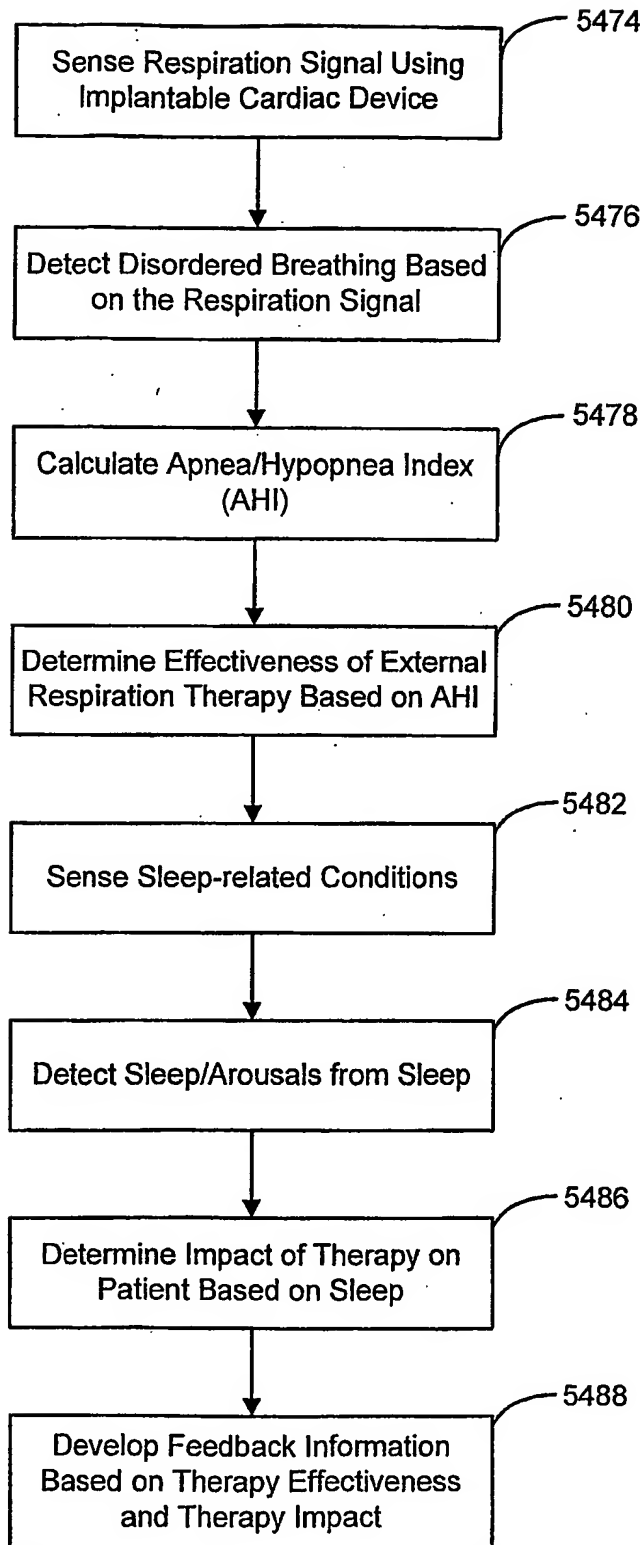 5474
Sense Respiration Signal Using
Implantable Cardiac Device
5476
Detect Disordered Breathing Based
on the Respiration Signal
5478
Calculate Apnea/Hypopnea Index
(AHI)
5480
Determine Effectiveness of External
Respiration Therapy Based on AHI
5482
Sense Sleep-related Conditions
5484
Detect Sleep/Arousals from Sleep
5486
Determine Impact of Therapy on
Patient Based on Sleep
5488
Develop Feedback Information
Based on Therapy Effectiveness
and Therapy Impact